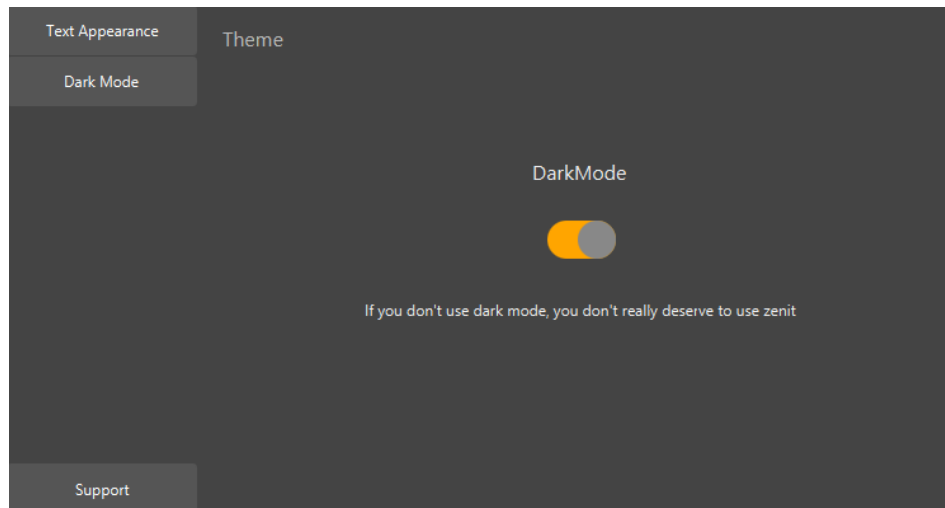 Text Appearance
Theme
Dark Mode
DarkMode
If you don't use dark mode, you don't really deserve to use zenit
Support